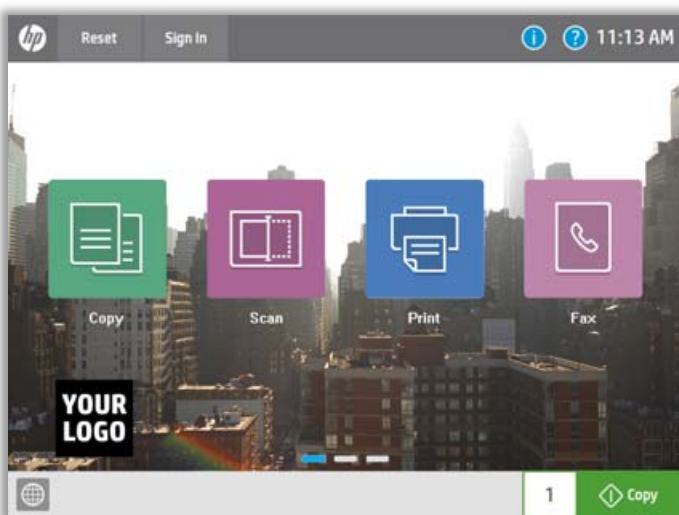 hp
Reset
Sign In
i
?
11:13 AM
Copy
Scan
Print
Fax
YOUR
LOGO
1
Copy